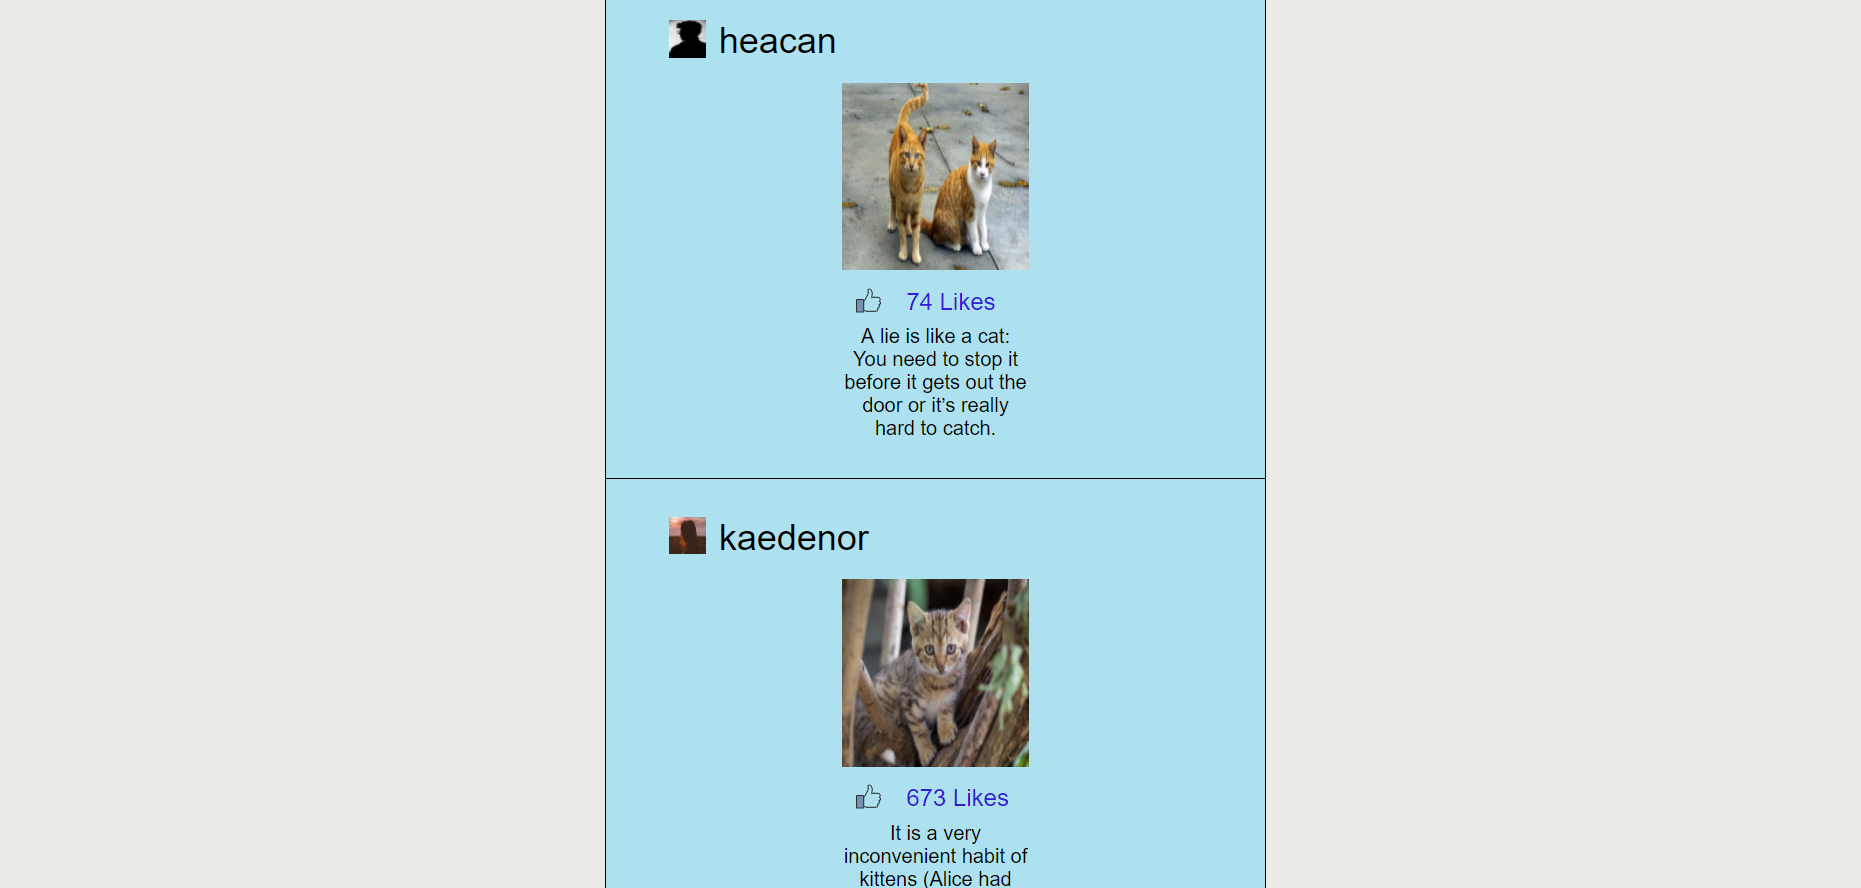 heacan
74 Likes
A lie is like a cat:
You need to stop it
before it gets out the
door or it’s really
hard to catch.
kaedenor
673 Likes
It is a very
inconvenient habit of
kittens (Alice had